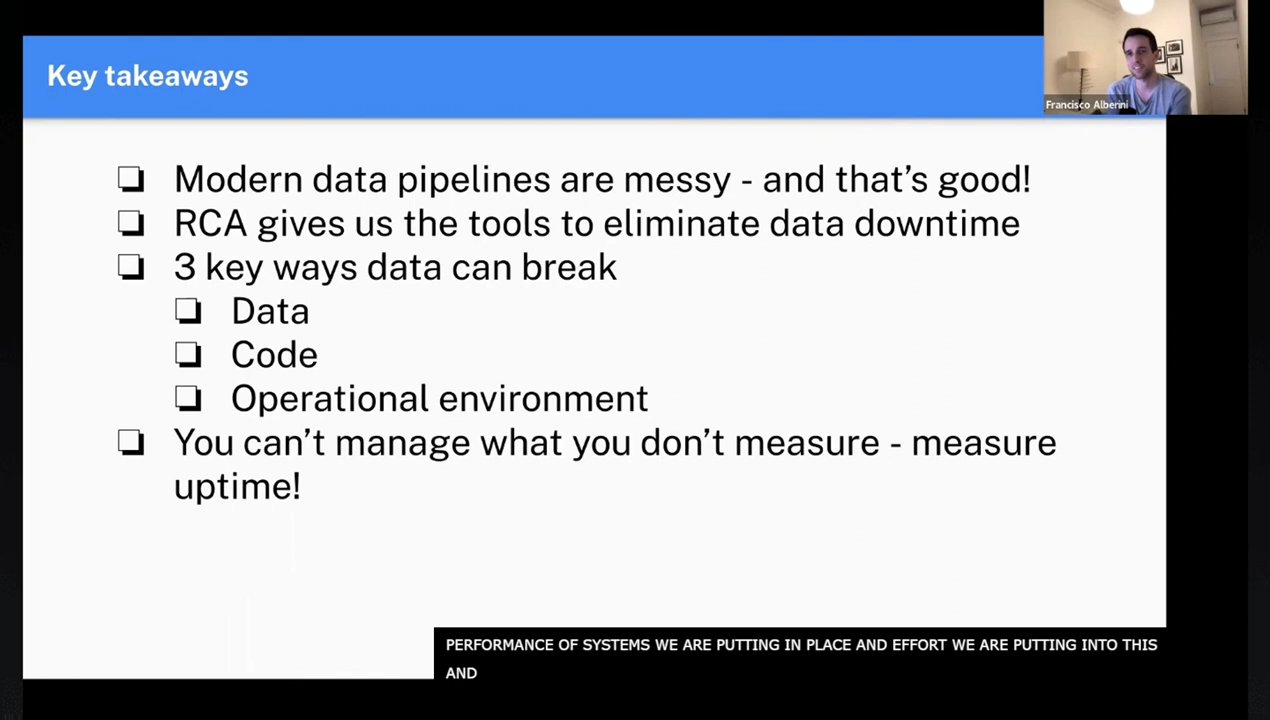 Key takeaways
Francisco Alberini
❏ Modern data pipelines are messy - and that's good!
❏ RCA gives us the tools to eliminate data downtime
❏ 3 key ways data can break
❏ Data
❏ Code
❏ Operational environment
❏ You can't manage what you don't measure - measure
uptime!
PERFORMANCE OF SYSTEMS WE ARE PUTTING IN PLACE AND EFFORT WE ARE PUTTING INTO THIS
AND